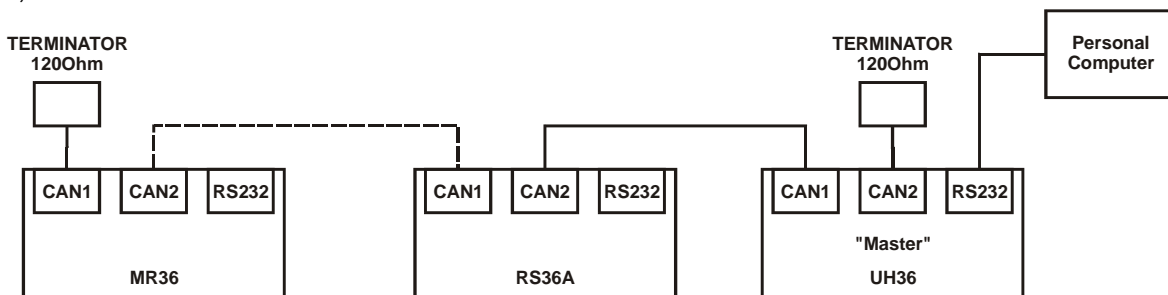 TERMINATOR
120Ohm
TERMINATOR
120Ohm
Personal
Computer
CAN1
CAN2
RS232
CAN1
CAN2
RS232
CAN1
CAN2
RS232
MR36
RS36A
"Master"
UH36